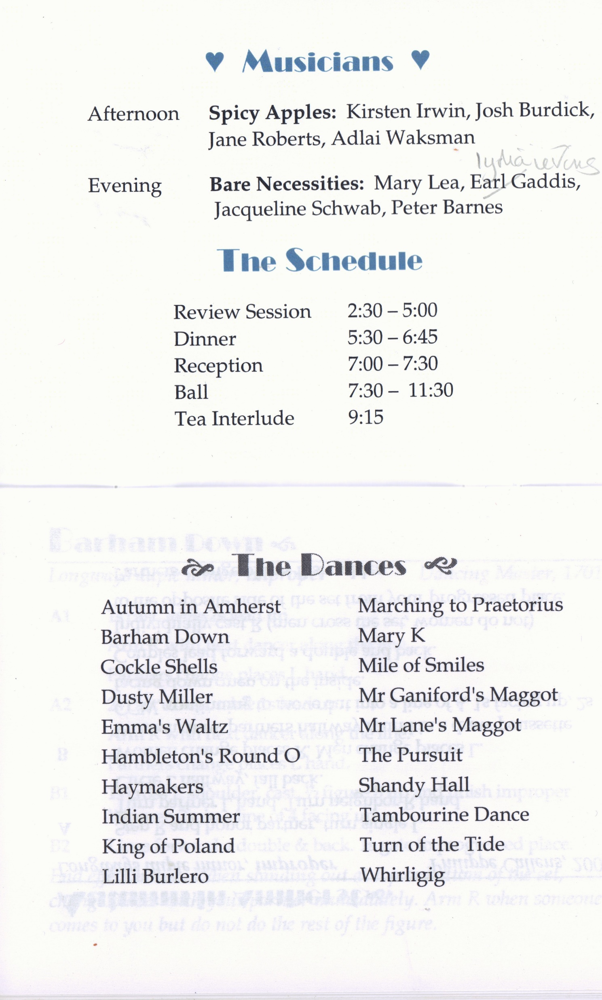 ♥ Musicians ♥
Afternoon Spicy Apples: Kirsten Irwin, Josh Burdick,
Jane Roberts, Adlai Waksman
Evening Bare Necessities: Mary Lea, Earl Gaddis,
Jacqueline Schwab, Peter Barnes
The Schedule
Review Session 2:30 – 5:00
Dinner 5:30 – 6:45
Reception 7:00 – 7:30
Ball 7:30 – 11:30
Tea Interlude 9:15
The Dances
Autumn in Amherst Marching to Praetorius
Barham Down Mary K
Cockle Shells Mile of Smiles
Dusty Miller Mr Ganiford's Maggot
Emma's Waltz Mr Lane's Maggot
Hambleton's Round O The Pursuit
Haymakers Shandy Hall
Indian Summer Tambourine Dance
King of Poland Turn of the Tide
Lilli Burlero Whirligig